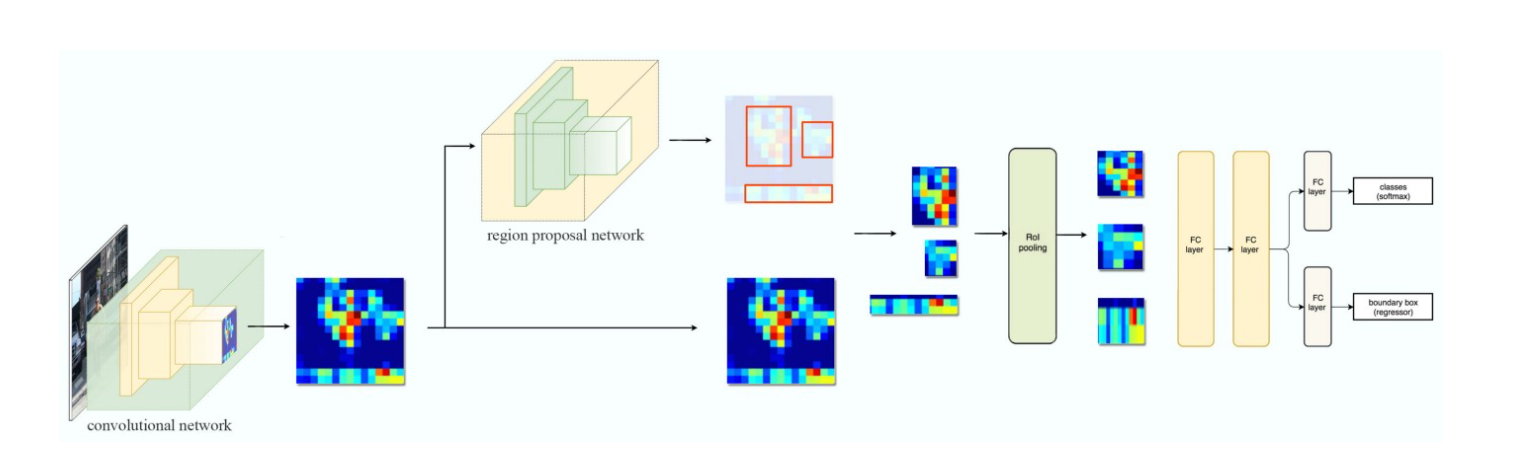 convolutional network
region proposal network
RoI
pooling
FC
layer
FC
layer
FC
layer
classes
(softmax)
FC
layer
boundary box
(regressor)